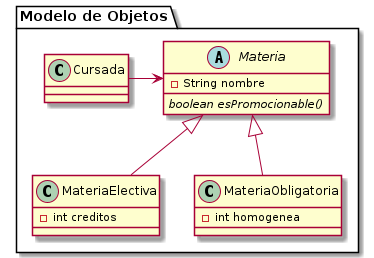 Modelo de Objetos
C Cursada
A Materia
String nombre
boolean esPromocionable()
C MateriaElectiva
int creditos
C MateriaObligatoria
int homogenea